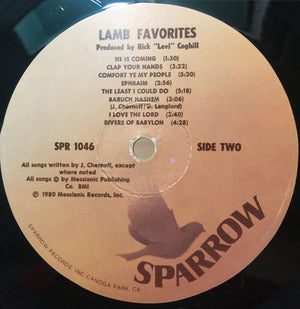 LAMB FAVORITES
Produced by Rick "Levi" Coghill
HE IS COMING (1:30)
CLAP YOUR HANDS (3:22)
COMFORT YE MY PEOPLE (5:20)
EPHRAIM (2:56)
THE LEAST I COULD DO (5:18)
BARUCH HASHEM (2:06)
(J. Chernoff/D. Langford)
I LOVE THE LORD (2:40)
RIVERS OF BABYLON (4:28)
SPR 1046
SIDE TWO
All songs written by J. Chernoff, except
where noted
All songs © by Messianic Publishing
Co. BMI
℗ 1980 Messianic Records, Inc.
SPARROW
SPARROW RECORDS, INC. CANOGA PARK, CA.